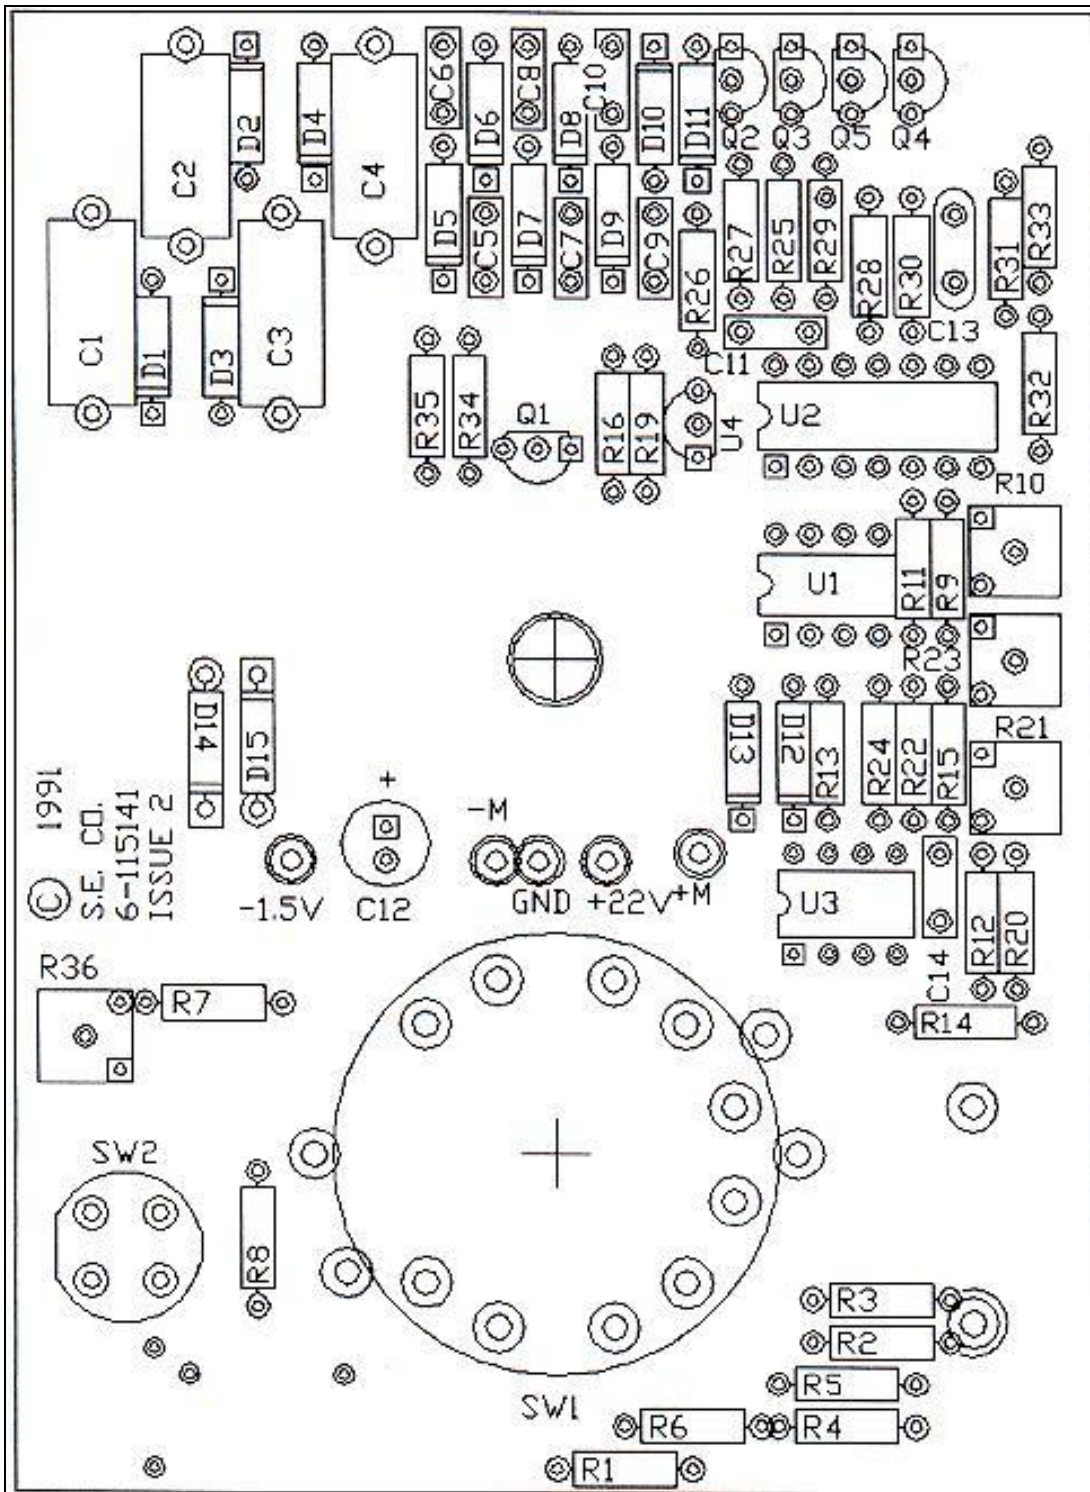 C6
C8
C10
D2
D4
D6
D8
D10
D11
Q2
Q3
Q5
Q4
C2
C4
D5
C5
D7
C7
D9
C9
R26
R27
R25
R29
R28
R30
R31
R33
C1
D1
D3
C3
C11
C13
R35
R34
Q1
R16
R19
U4
U2
R32
R10
U1
R11
R9
R23
D14
D15
D13
D12
R13
R24
R22
R15
R21
© 1991
S.E. CO.
6-115141
ISSUE 2
+
-M
-1.5V
C12
GND
+22V
+M
U3
C14
R12
R20
R36
R7
R14
SW2
R8
R3
R2
R5
SW1
R6
R4
R1